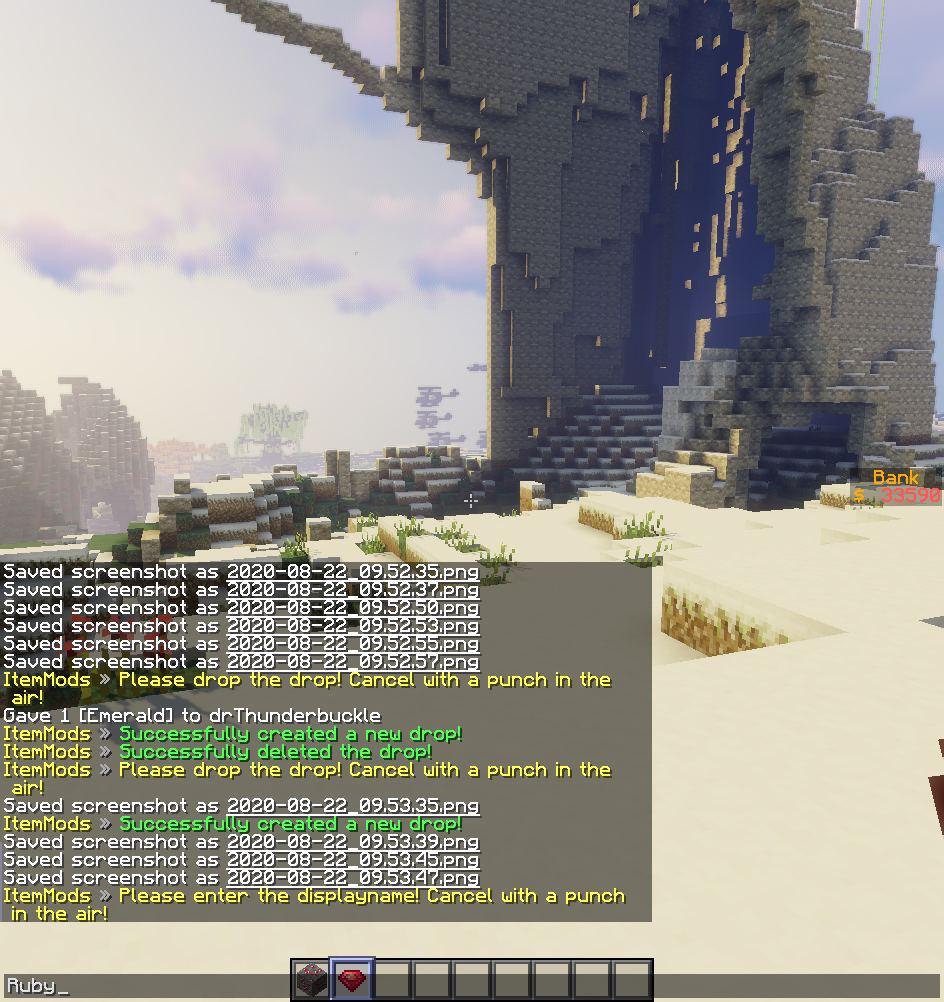 Bank
$ 33590
Saved screenshot as 2020-08-22_09.52.35.png
Saved screenshot as 2020-08-22_09.52.37.png
Saved screenshot as 2020-08-22_09.52.50.png
Saved screenshot as 2020-08-22_09.52.53.png
Saved screenshot as 2020-08-22_09.52.55.png
Saved screenshot as 2020-08-22_09.52.57.png
ItemMods » Please drop the drop! Cancel with a punch in the
air!
Gave 1 [Emerald] to drThunderbuckle
ItemMods » Successfully created a new drop!
ItemMods » Successfully deleted the drop!
ItemMods » Please drop the drop! Cancel with a punch in the
air!
Saved screenshot as 2020-08-22_09.53.35.png
ItemMods » Successfully created a new drop!
Saved screenshot as 2020-08-22_09.53.39.png
Saved screenshot as 2020-08-22_09.53.45.png
Saved screenshot as 2020-08-22_09.53.47.png
ItemMods » Please enter the displayname! Cancel with a punch
in the air!
Ruby_